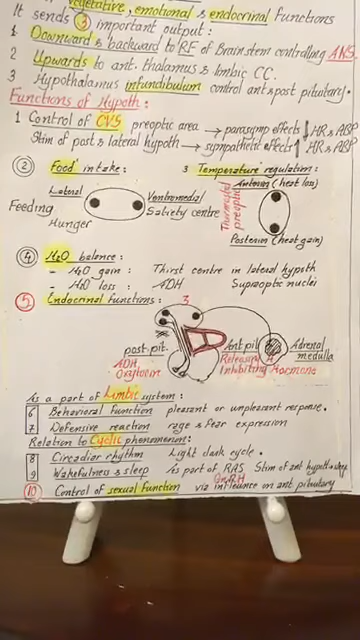 Vegetative, emotional & endocrinal functions
It sends 3 important output:
1 Downward & backward to RF of Brainstem controlling ANS.
2 Upwards to ant. thalamus & limbic CC.
3 Hypothalamus infundibulum control ant & post pituitary.
Functions of Hypoth:
1 Control of CVS preoptic area → parasymp effects ↓ HR & ABP
Stim of post & lateral hypoth → sympathetic effects ↑ HR & ABP
2 Food intake:
3 Temperature regulation:
Lateral
Anterior (heat loss)
Feeding
Hunger
Ventromedial
Satiety centre
preoptic
Posterior (heat gain)
4 H2O balance:
- H2O gain: Thirst centre in lateral hypoth
- H2O loss: ADH Supraoptic nuclei
5 Endocrinal functions:
3
post. pit.
ADH
Oxytocin
Ant pit
Releasing H
Inhibiting Hormone
Adrenal
medulla
As a part of Limbic system:
6 Behavioral function pleasant or unpleasant response.
7 Defensive reaction rage & fear expression
Relation to Cyclic phenomenon:
8 Circadian rhythm Light dark cycle.
9 Wakefulness & sleep As part of RAS Stim of ant hypoth → sleep
GnRH
10 Control of sexual function via influence on ant pituitary